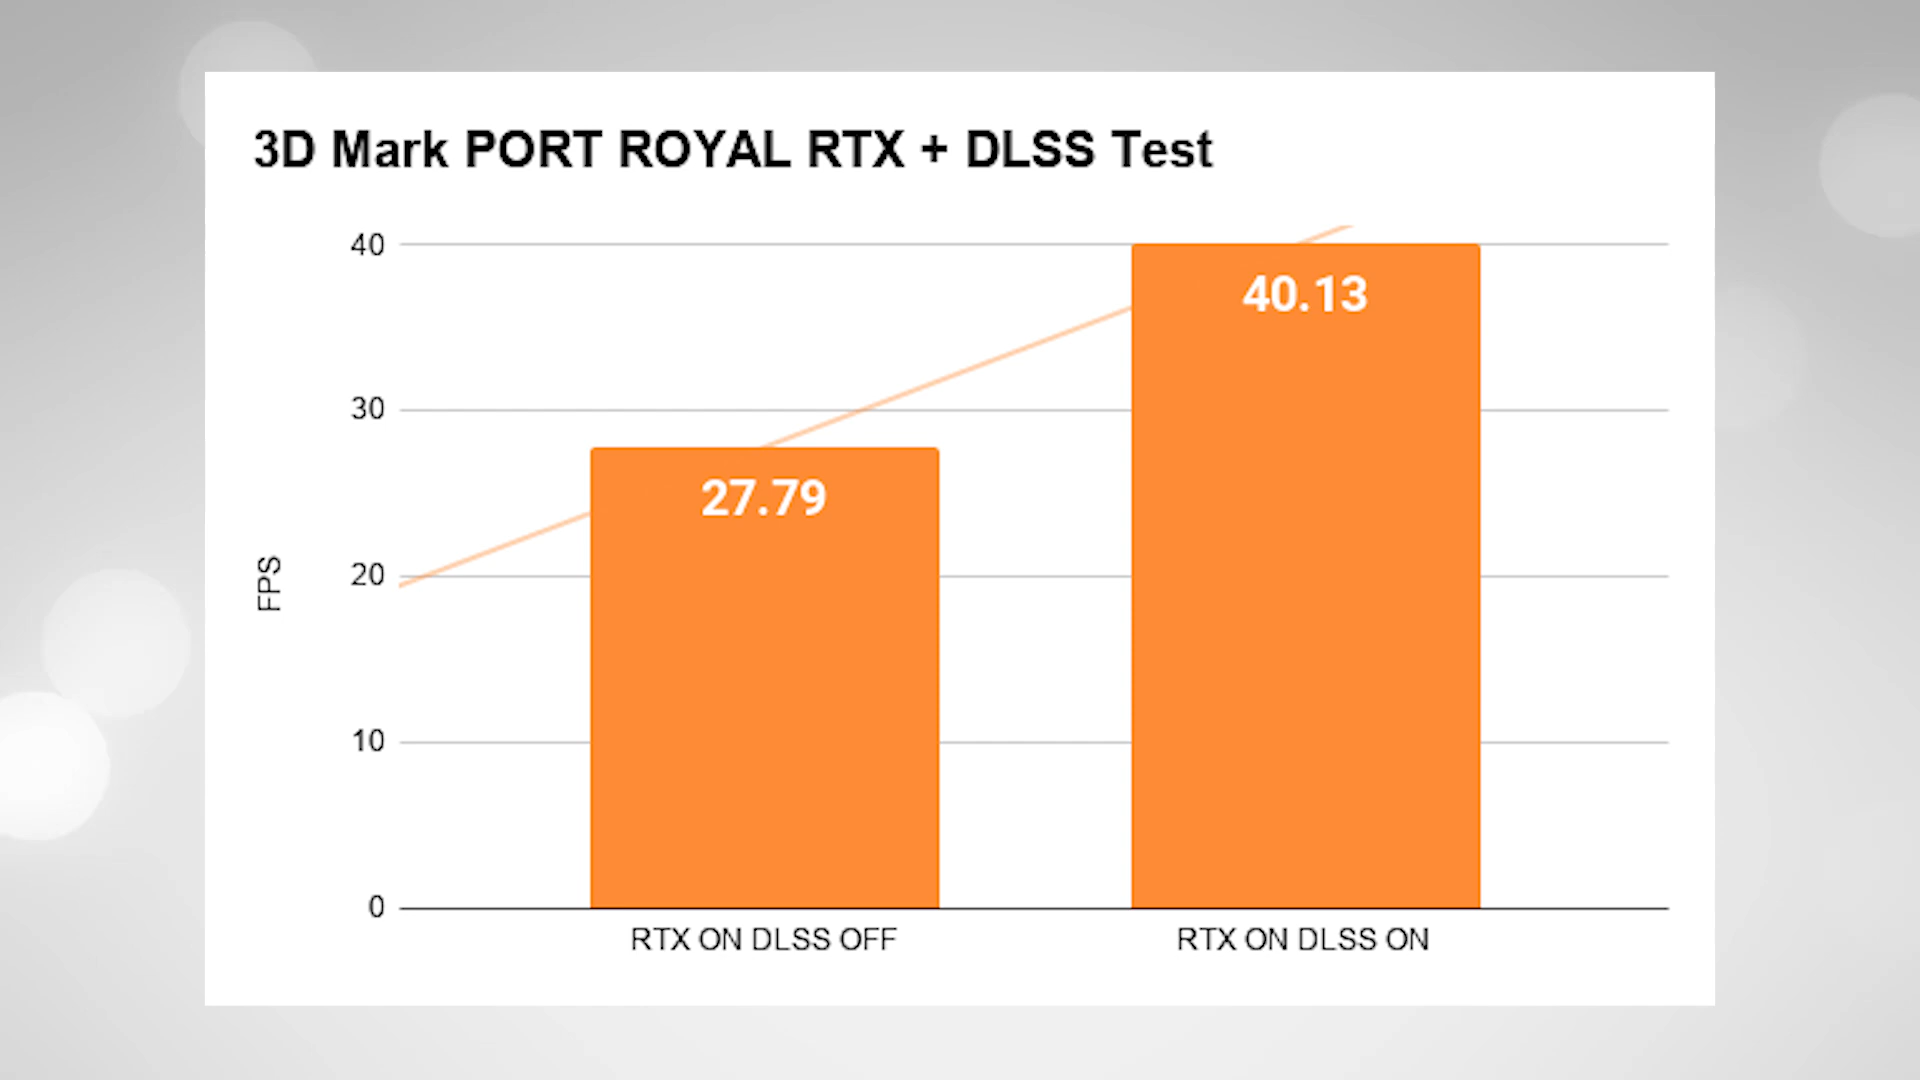 3D Mark PORT ROYAL RTX + DLSS Test
40
40.13
30
27.79
20
FPS
10
0
RTX ON DLSS OFF
RTX ON DLSS ON